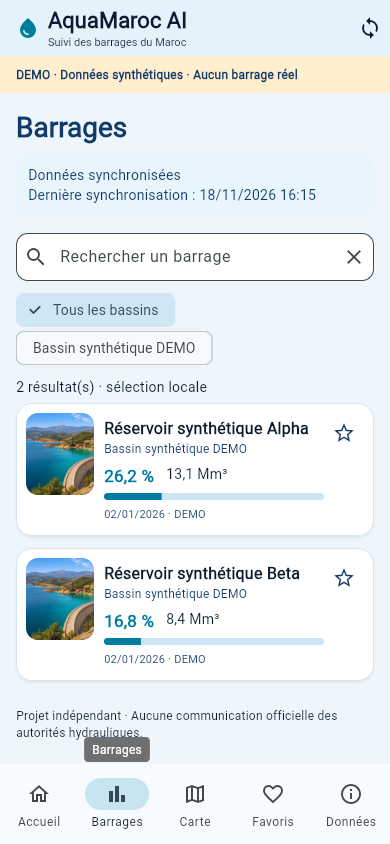 AquaMaroc AI
Suivi des barrages du Maroc
DEMO · Données synthétiques · Aucun barrage réel
Barrages
Données synchronisées
Dernière synchronisation : 18/11/2026 16:15
Rechercher un barrage
Tous les bassins
Bassin synthétique DEMO
2 résultat(s) · sélection locale
Réservoir synthétique Alpha
Bassin synthétique DEMO
26,2 % 13,1 Mm³
02/01/2026 · DEMO
Réservoir synthétique Beta
Bassin synthétique DEMO
16,8 % 8,4 Mm³
02/01/2026 · DEMO
Projet indépendant · Aucune communication officielle des
autorités hydrauliques.
Barrages
Accueil Barrages Carte Favoris Données